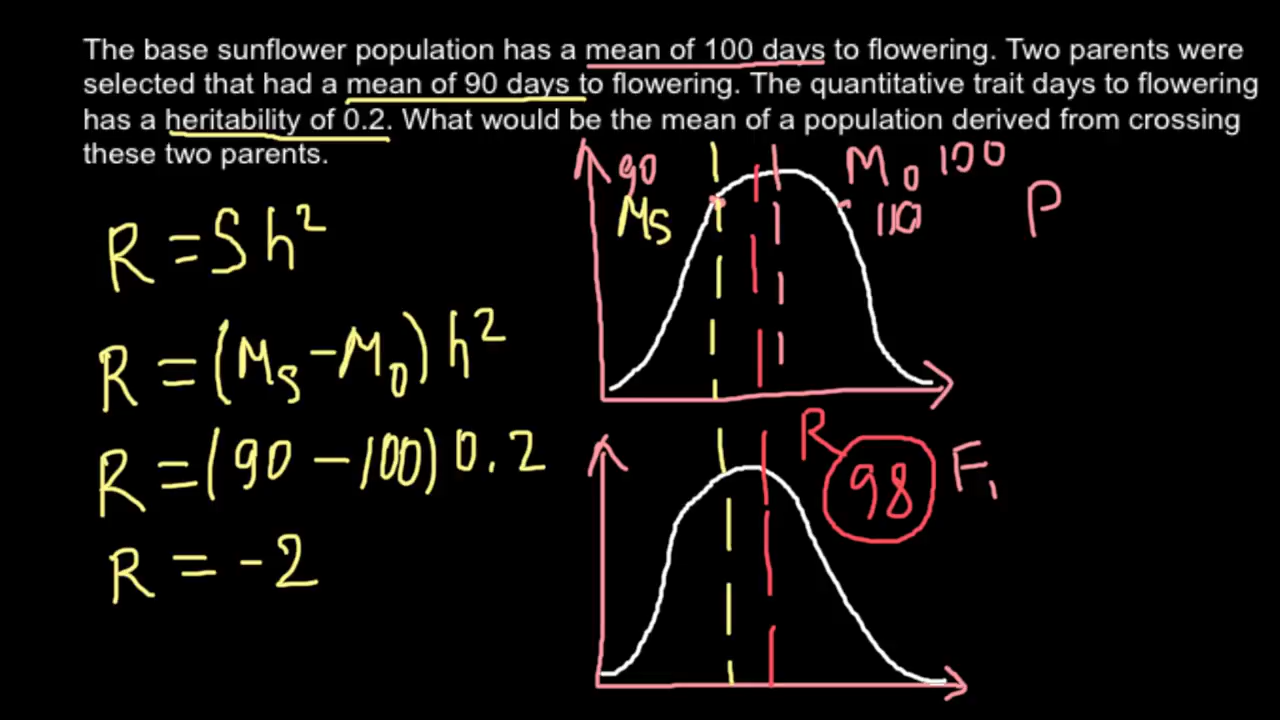 The base sunflower population has a mean of 100 days to flowering. Two parents were
selected that had a mean of 90 days to flowering. The quantitative trait days to flowering
has a heritability of 0.2. What would be the mean of a population derived from crossing
these two parents.
90
M₀ 100
Ms
110
P
R = Sh²
R = (Ms - M₀) h²
R = (90 - 100) 0.2
R = -2
R
98
F₁